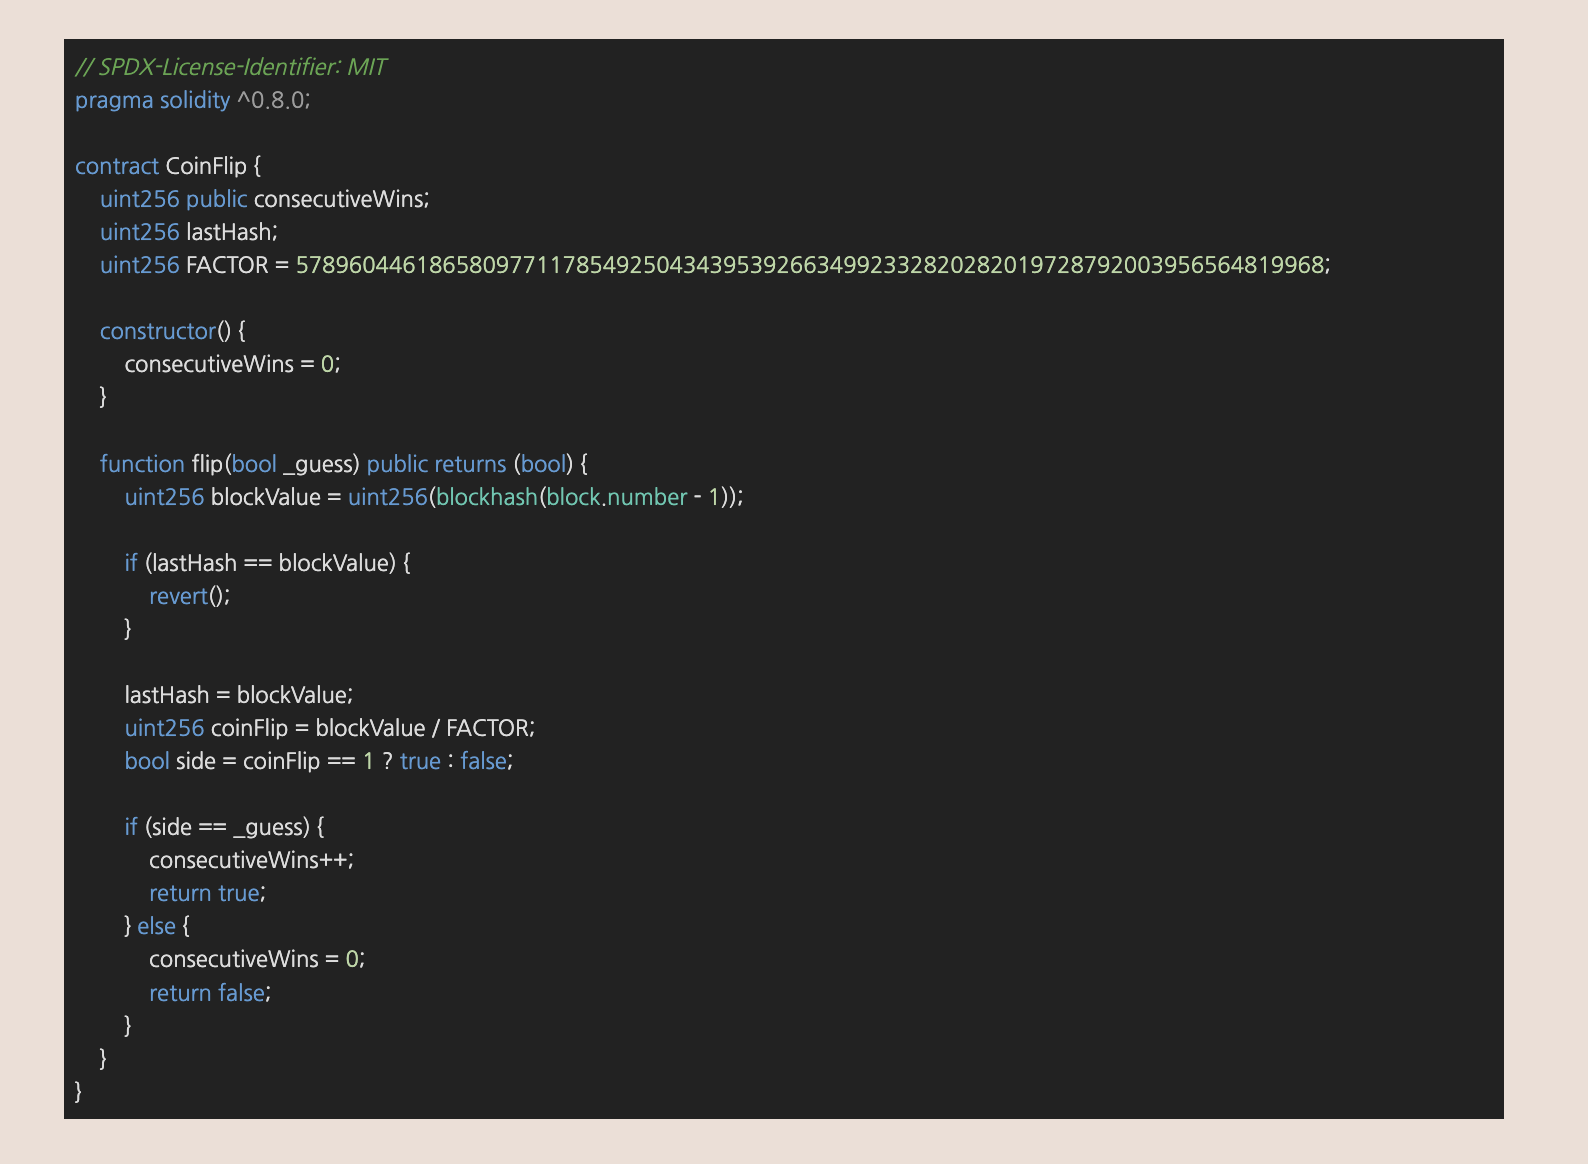 // SPDX-License-Identifier: MIT
pragma solidity ^0.8.0;
contract CoinFlip {
uint256 public consecutiveWins;
uint256 lastHash;
uint256 FACTOR = 57896044618658097711785492504343953926634992332820282019728792003956564819968;
constructor() {
consecutiveWins = 0;
}
function flip(bool _guess) public returns (bool) {
uint256 blockValue = uint256(blockhash(block.number - 1));
if (lastHash == blockValue) {
revert();
}
lastHash = blockValue;
uint256 coinFlip = blockValue / FACTOR;
bool side = coinFlip == 1 ? true : false;
if (side == _guess) {
consecutiveWins++;
return true;
} else {
consecutiveWins = 0;
return false;
}
}
}